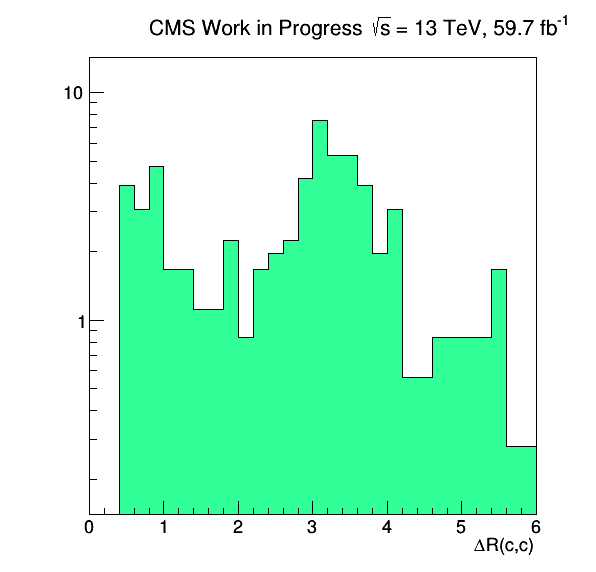 CMS Work in Progress √s = 13 TeV, 59.7 fb⁻¹
10
1
0 1 2 3 4 5 6
ΔR(c,c)